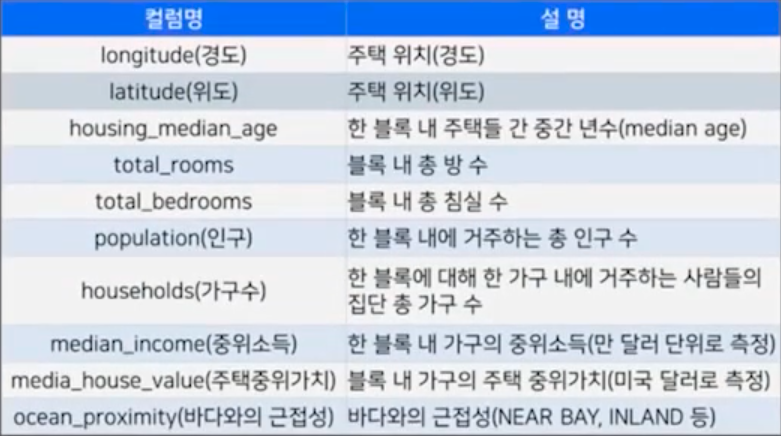 컬럼명 설 명
longitude(경도) 주택 위치(경도)
latitude(위도) 주택 위치(위도)
housing_median_age 한 블록 내 주택들 간 중간 년수(median age)
total_rooms 블록 내 총 방 수
total_bedrooms 블록 내 총 침실 수
population(인구) 한 블록 내에 거주하는 총 인구 수
households(가구수) 한 블록에 대해 한 가구 내에 거주하는 사람들의
집단 총 가구 수
median_income(중위소득) 한 블록 내 가구의 중위소득(만 달러 단위로 측정)
media_house_value(주택중위가치) 블록 내 가구의 주택 중위가치(미국 달러로 측정)
ocean_proximity(바다와의 근접성) 바다와의 근접성(NEAR BAY, INLAND 등)